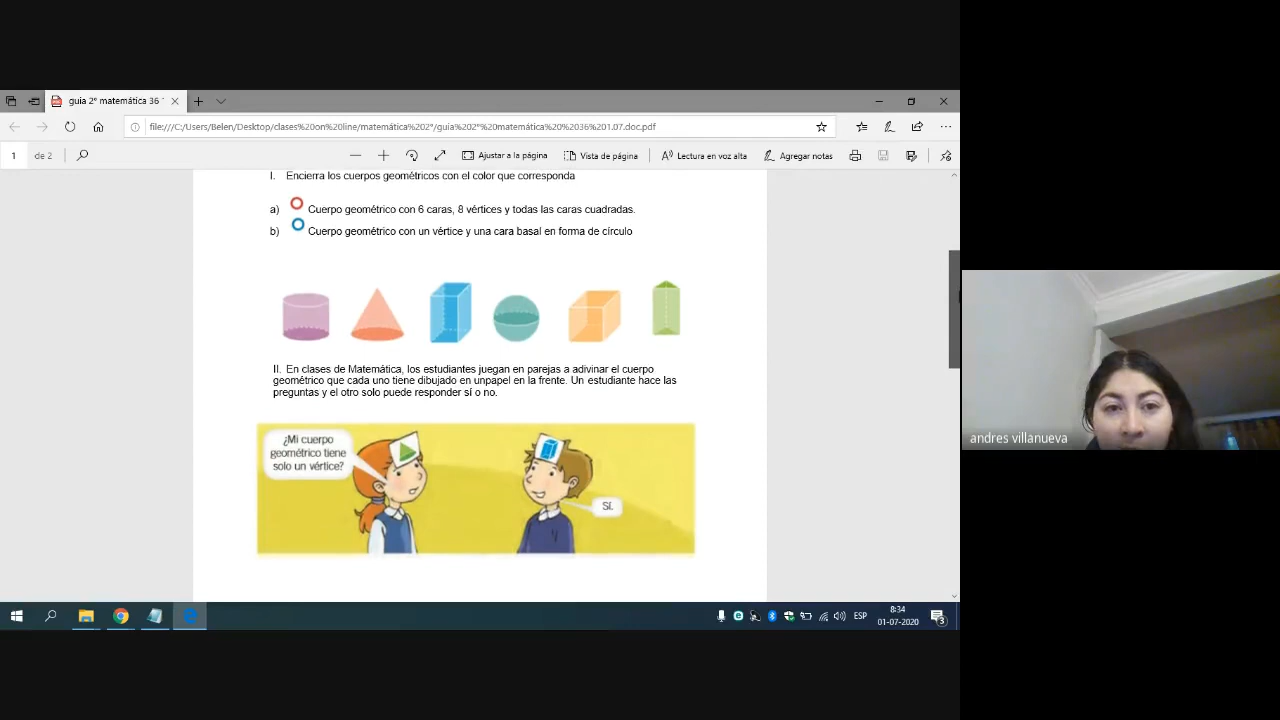 guia 2° matemática 36
file:///C:/Users/Belen/Desktop/clases%20on%20line/matemática%202°/guia%202°%20matemática%20%2036%201.07.doc.pdf
1 de 2
Ajustar a la página
Vista de página
Lectura en voz alta
Agregar notas
I. Encierra los cuerpos geométricos con el color que corresponda
a) Cuerpo geométrico con 6 caras, 8 vértices y todas las caras cuadradas.
b) Cuerpo geométrico con un vértice y una cara basal en forma de círculo
II. En clases de Matemática, los estudiantes juegan en parejas a adivinar el cuerpo
geométrico que cada uno tiene dibujado en unpapel en la frente. Un estudiante hace las
preguntas y el otro solo puede responder sí o no.
¿Mi cuerpo
geométrico tiene
solo un vértice?
Sí.
andres villanueva
ESP
8:34
01-07-2020
3